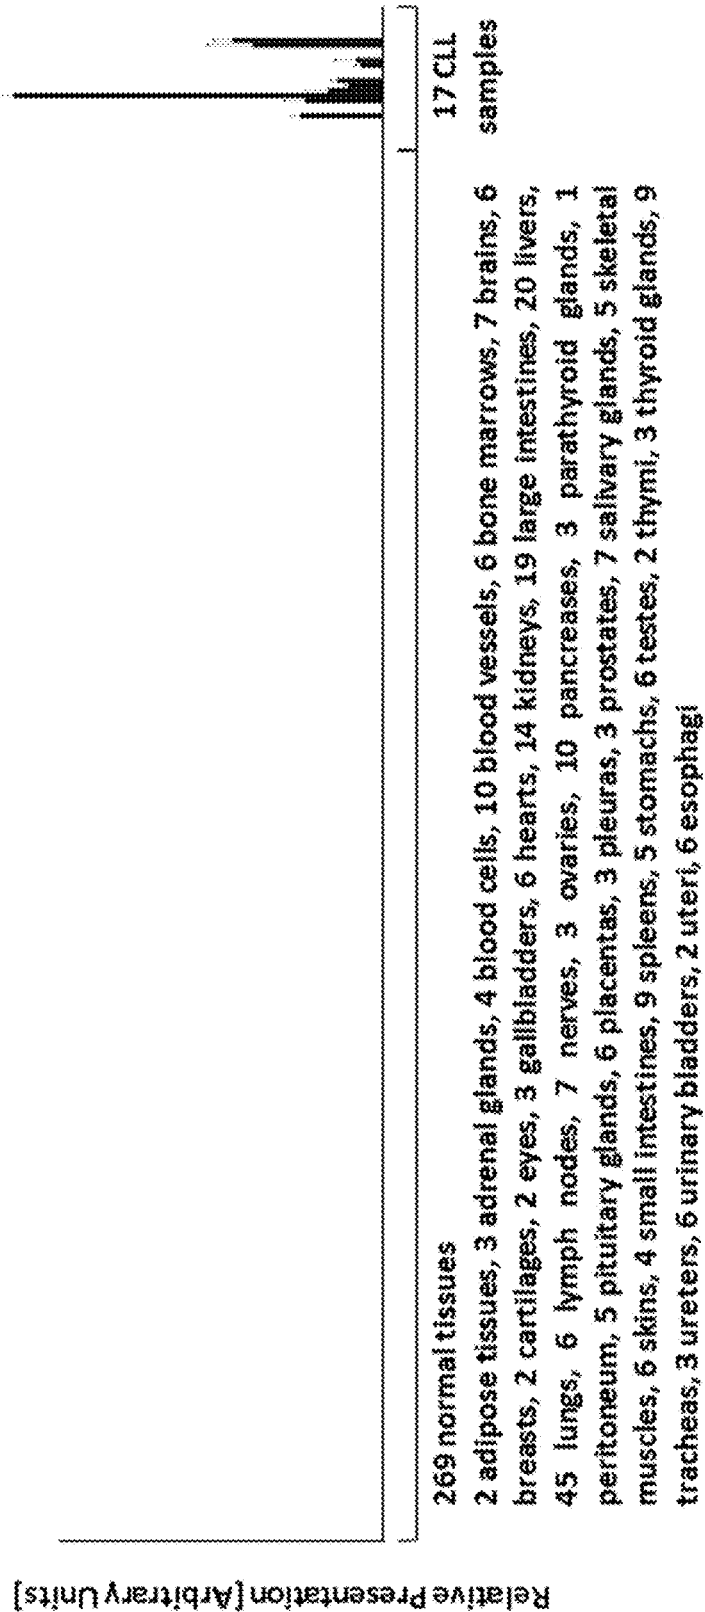 Relative Presentation [Arbitrary Units]
269 normal tissues
2 adipose tissues, 3 adrenal glands, 4 blood cells, 10 blood vessels, 6 bone marrows, 7 brains, 6
breasts, 2 cartilages, 2 eyes, 3 gallbladders, 6 hearts, 14 kidneys, 19 large intestines, 20 livers,
45 lungs, 6 lymph nodes, 7 nerves, 3 ovaries, 10 pancreases, 3 parathyroid glands, 1
peritoneum, 5 pituitary glands, 6 placentas, 3 pleuras, 3 prostates, 7 salivary glands, 5 skeletal
muscles, 6 skins, 4 small intestines, 9 spleens, 5 stomachs, 6 testes, 2 thymi, 3 thyroid glands, 9
tracheas, 3 ureters, 6 urinary bladders, 2 uteri, 6 esophagi
17 CLL
samples